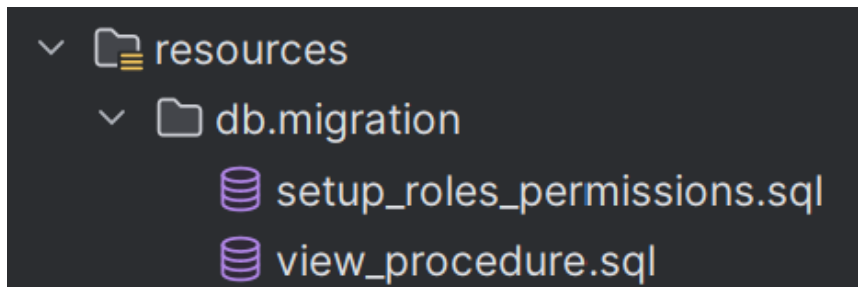 resources
db.migration
setup_roles_permissions.sql
view_procedure.sql